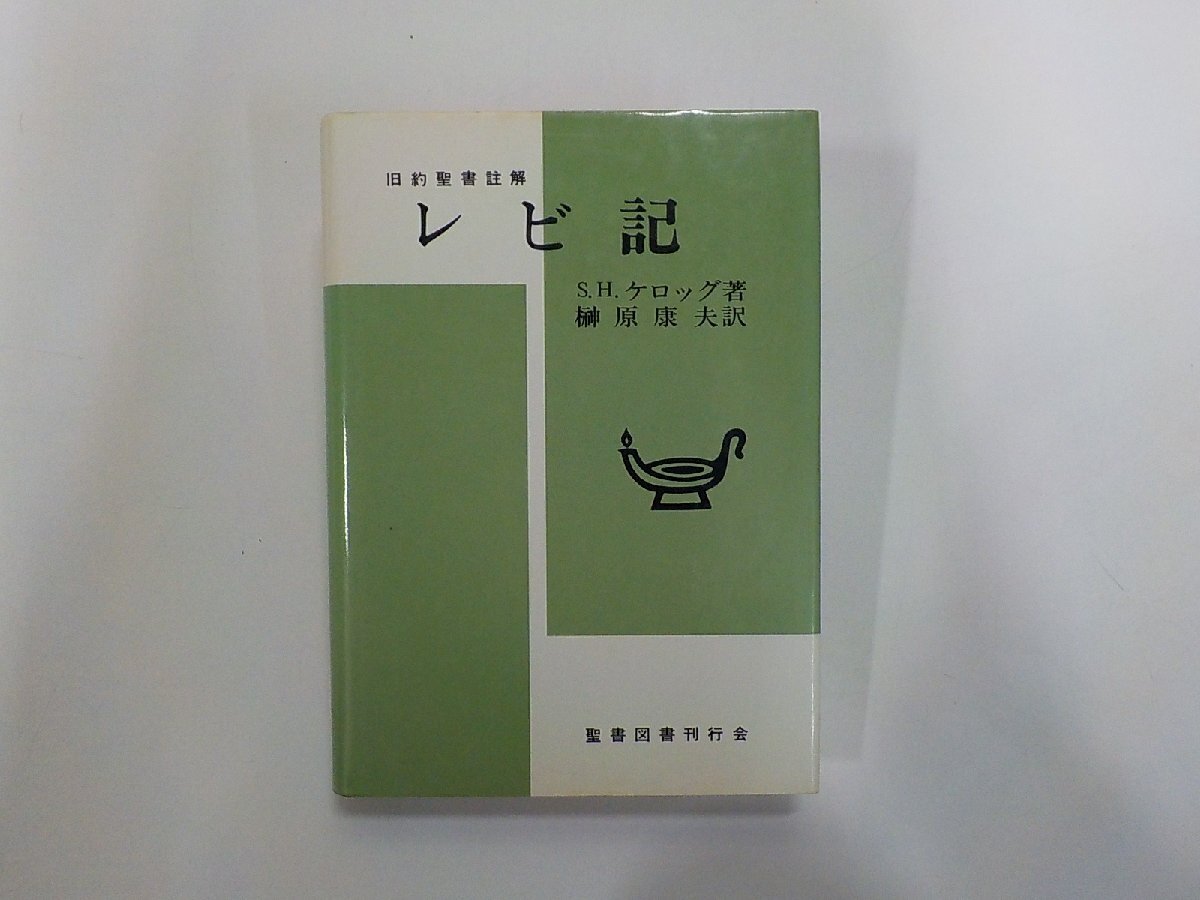 旧約聖書註解
レビ記
S.H.ケロッグ著
榊原康夫訳
聖書図書刊行会